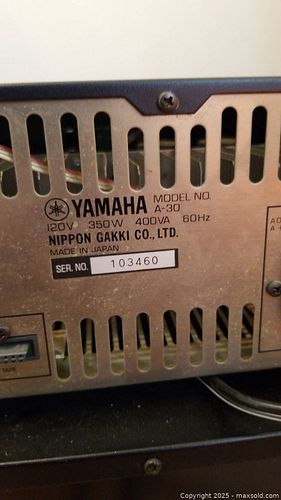 YAMAHA MODEL NO. A-30
120V 350W 400VA 60Hz
NIPPON GAKKI CO., LTD.
MADE IN JAPAN
SER. NO. 103460
TAPE
Copyright © 2025 - maxsold.com